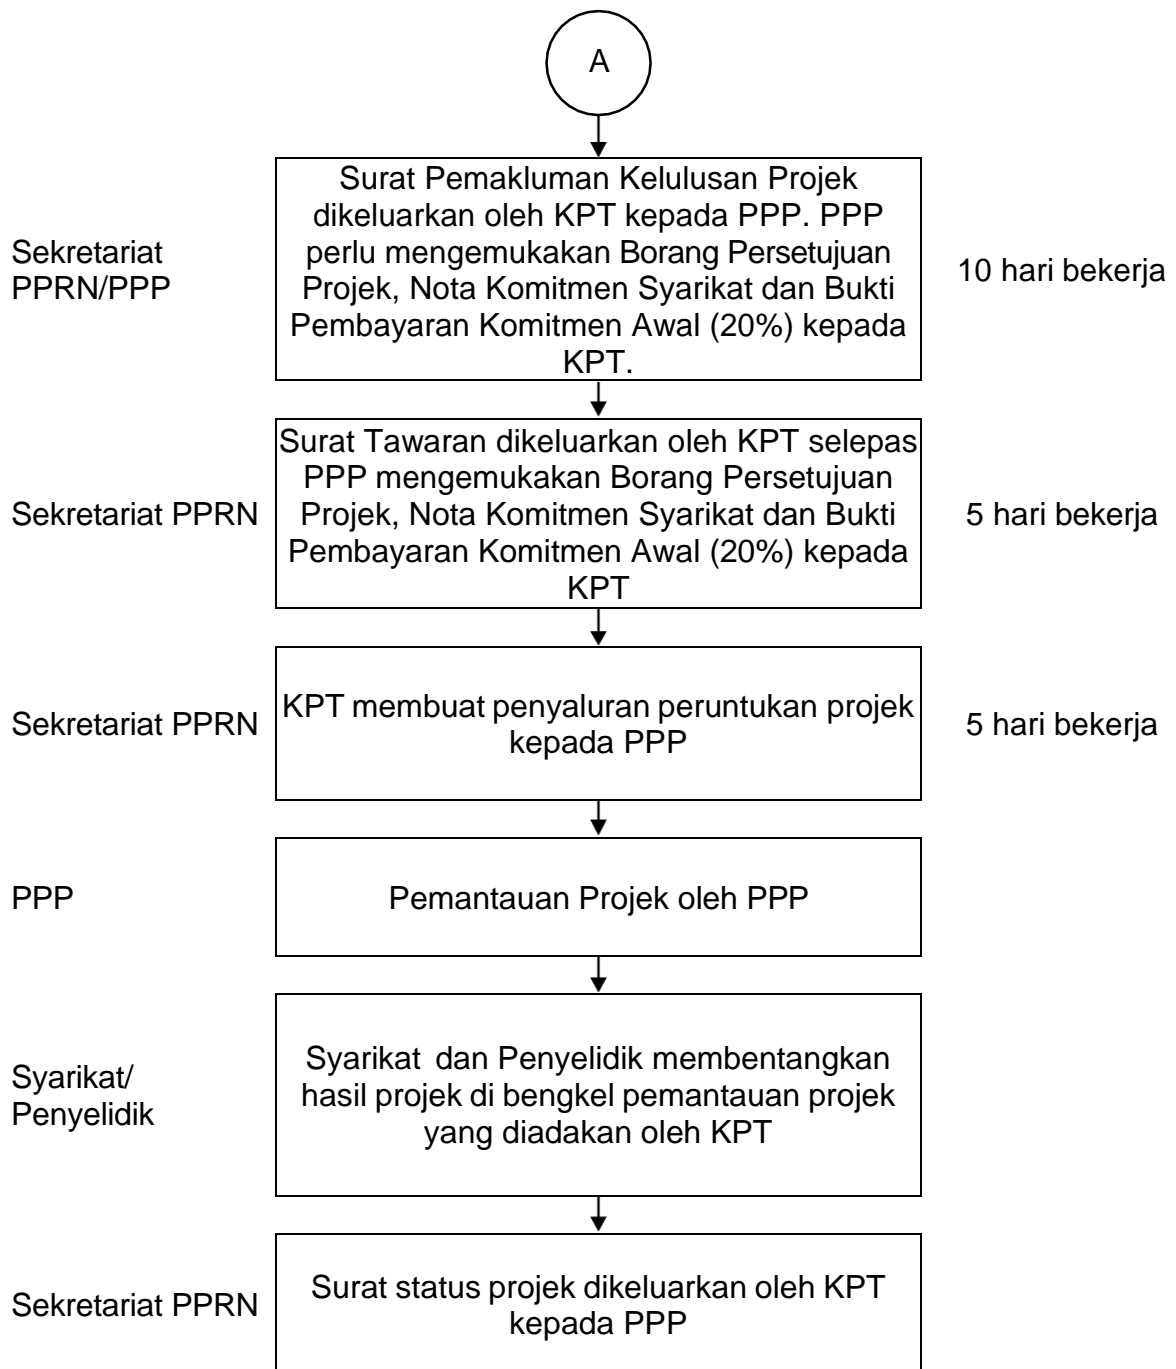 A
Sekretariat
PPRN/PPP
Surat Pemakluman Kelulusan Projek
dikeluarkan oleh KPT kepada PPP. PPP
perlu mengemukakan Borang Persetujuan
Projek, Nota Komitmen Syarikat dan Bukti
Pembayaran Komitmen Awal (20%) kepada
KPT.
10 hari bekerja
Sekretariat PPRN
Surat Tawaran dikeluarkan oleh KPT selepas
PPP mengemukakan Borang Persetujuan
Projek, Nota Komitmen Syarikat dan Bukti
Pembayaran Komitmen Awal (20%) kepada
KPT
5 hari bekerja
Sekretariat PPRN
KPT membuat penyaluran peruntukan projek
kepada PPP
5 hari bekerja
PPP
Pemantauan Projek oleh PPP
Syarikat/
Penyelidik
Syarikat dan Penyelidik membentangkan
hasil projek di bengkel pemantauan projek
yang diadakan oleh KPT
Sekretariat PPRN
Surat status projek dikeluarkan oleh KPT
kepada PPP